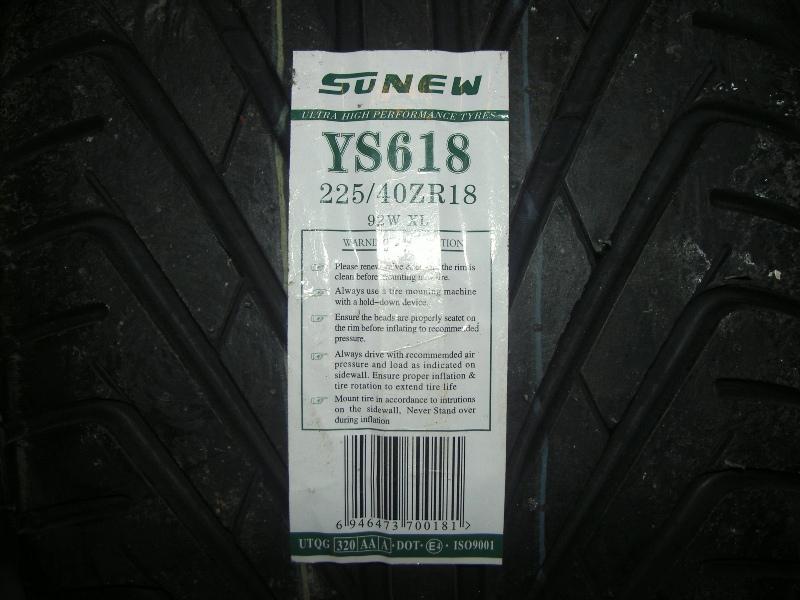 SUNEW
ULTRA HIGH PERFORMANCE TYRES
YS618
225/40ZR18
92W XL
Please renew the rim is
clean before mounting tire.
Always use a tire mounting machine
with a hold-down device.
Ensure the beads are properly seatet on
the rim before inflating to recommended
pressure.
Always drive with recommemded air
pressure and load as indicated on
sidewall. Ensure proper inflation &
tire rotation to extend tire life
Mount tire in accordance to intrutions
on the sidewall, Never Stand over
during inflation
6 946473 700181 >
UTQG 320 AA A · DOT · E4 · ISO9001